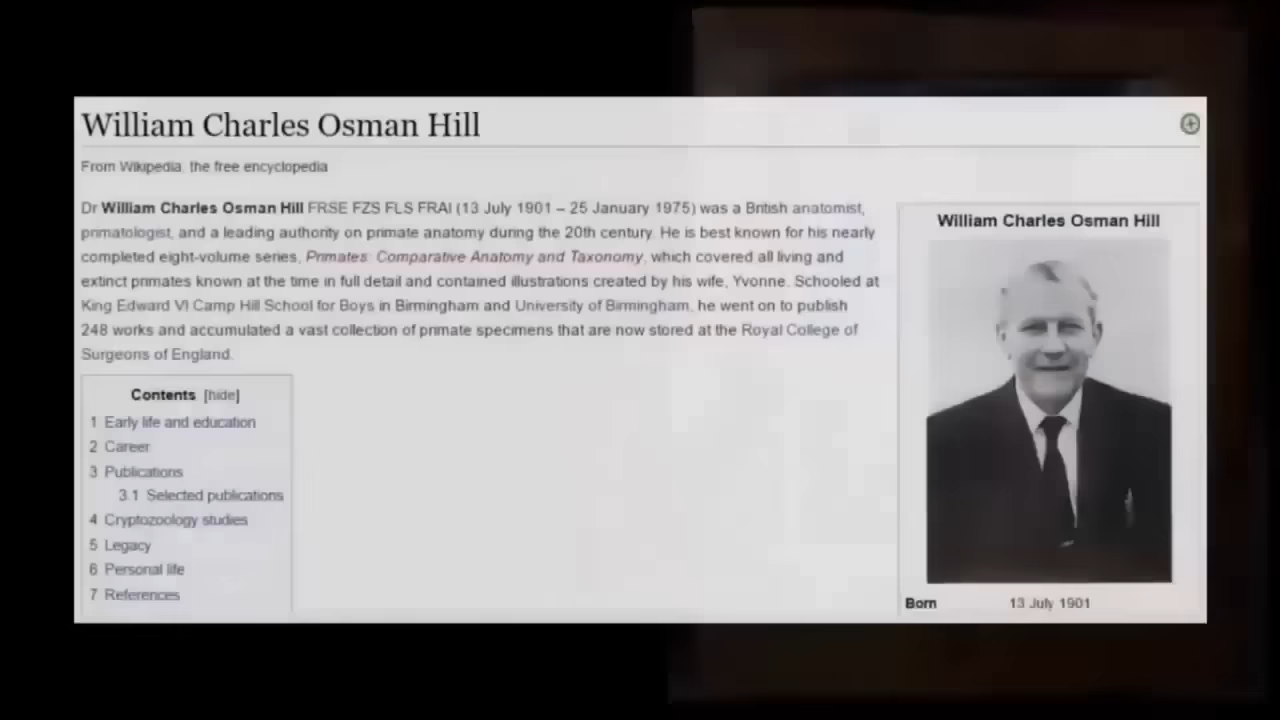 William Charles Osman Hill
From Wikipedia, the free encyclopedia
Dr William Charles Osman Hill FRSE FZS FLS FRAI (13 July 1901 – 25 January 1975) was a British anatomist,
primatologist, and a leading authority on primate anatomy during the 20th century. He is best known for his nearly
completed eight-volume series, Primates: Comparative Anatomy and Taxonomy, which covered all living and
extinct primates known at the time in full detail and contained illustrations created by his wife, Yvonne. Schooled at
King Edward VI Camp Hill School for Boys in Birmingham and University of Birmingham, he went on to publish
248 works and accumulated a vast collection of primate specimens that are now stored at the Royal College of
Surgeons of England.
Contents [hide]
1 Early life and education
2 Career
3 Publications
3.1 Selected publications
4 Cryptozoology studies
5 Legacy
6 Personal life
7 References
William Charles Osman Hill
Born 13 July 1901